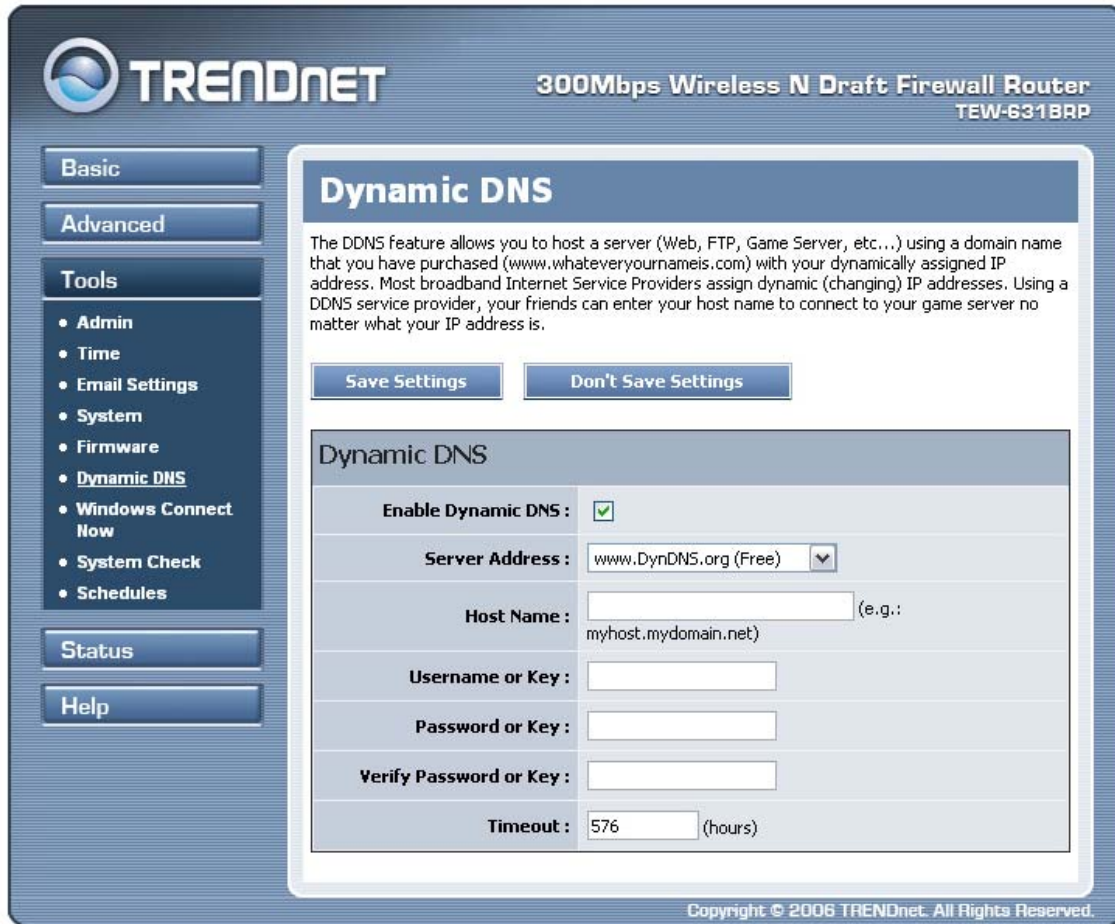 TRENDNET
300Mbps Wireless N Draft Firewall Router
TEW-631BRP
Basic
Advanced
Tools
• Admin
• Time
• Email Settings
• System
• Firmware
• Dynamic DNS
• Windows Connect
Now
• System Check
• Schedules
Status
Help
Dynamic DNS
The DDNS feature allows you to host a server (Web, FTP, Game Server, etc...) using a domain name
that you have purchased (www.whateveryournameis.com) with your dynamically assigned IP
address. Most broadband Internet Service Providers assign dynamic (changing) IP addresses. Using a
DDNS service provider, your friends can enter your host name to connect to your game server no
matter what your IP address is.
Save Settings Don't Save Settings
Dynamic DNS
Enable Dynamic DNS :
Server Address : www.DynDNS.org (Free)
Host Name : (e.g.:
myhost.mydomain.net)
Username or Key :
Password or Key :
Verify Password or Key :
Timeout : 576 (hours)
Copyright © 2006 TRENDnet. All Rights Reserved.